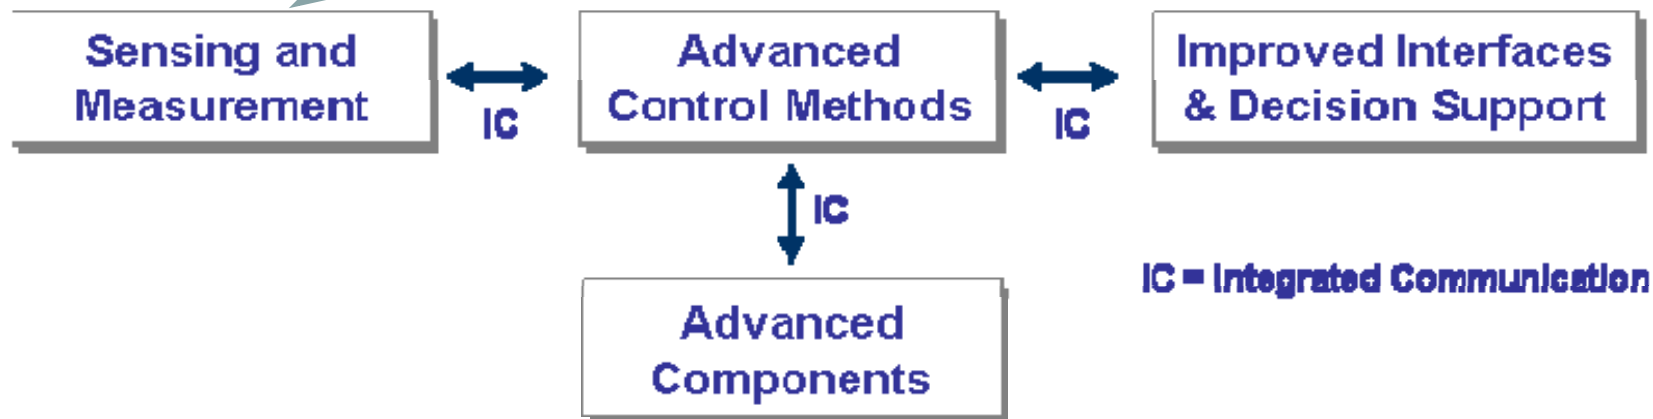 Sensing and
Measurement
IC
Advanced
Control Methods
IC
Improved Interfaces
& Decision Support
IC
IC = Integrated Communication
Advanced
Components